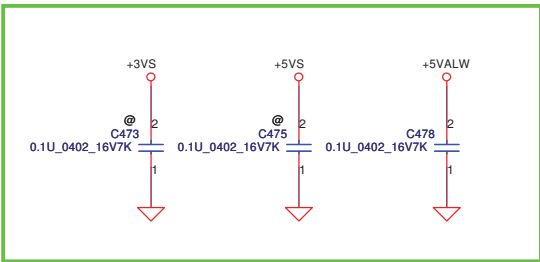 +3VS +5VS +5VALW
@ 2 @ 2 2
C473 C475 C478
0.1U_0402_16V7K 0.1U_0402_16V7K 0.1U_0402_16V7K
1 1 1